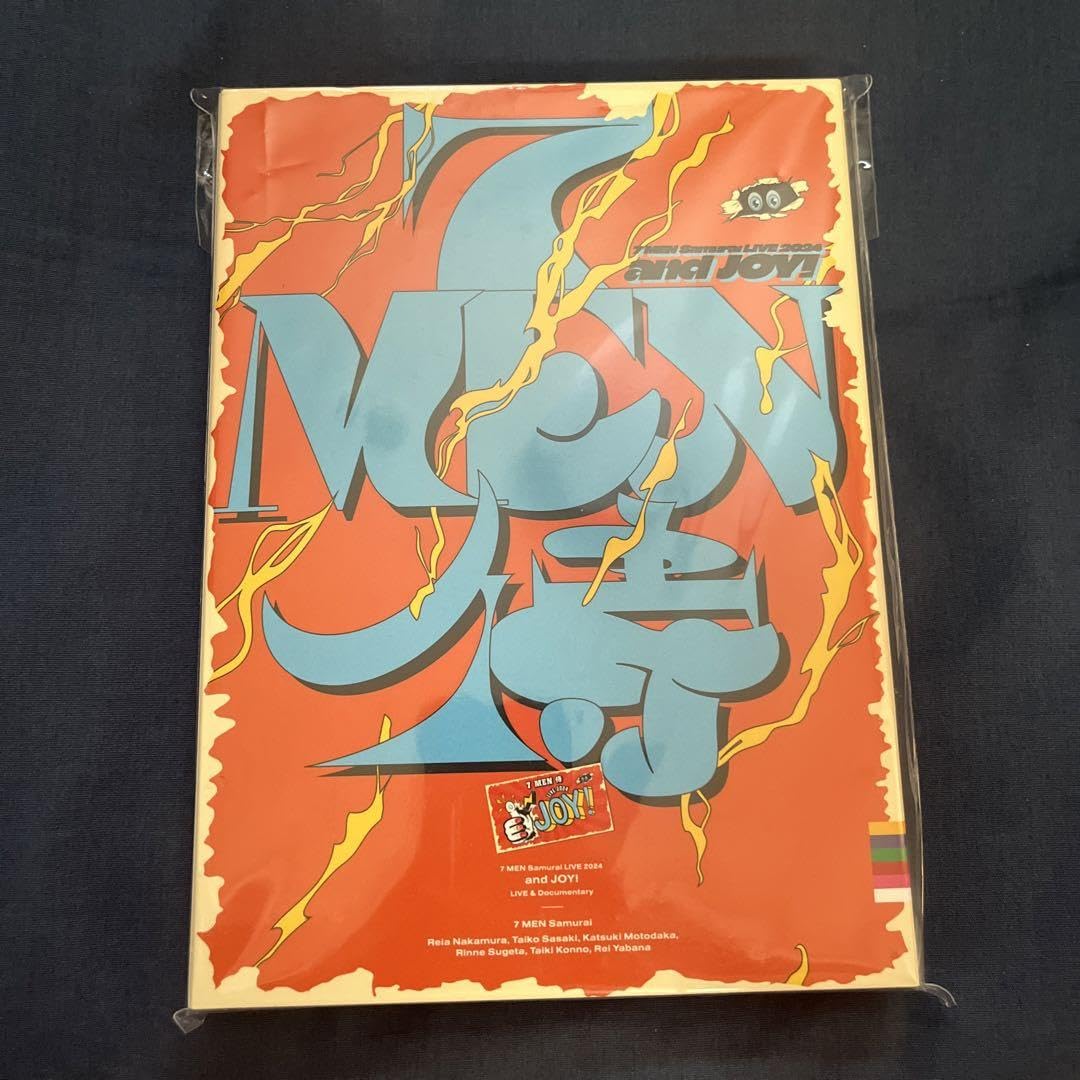 7
7 MEN Samurai LIVE 2024
and JOY!
MEN
侍
7 MEN 侍
LIVE 2024
JOY!
7 MEN Samurai LIVE 2024
and JOY!
LIVE & Documentary
7 MEN Samurai
Reia Nakamura, Taiko Sasaki, Katsuki Motodaka,
Rinne Sugeta, Taiki Konno, Rei Yabana